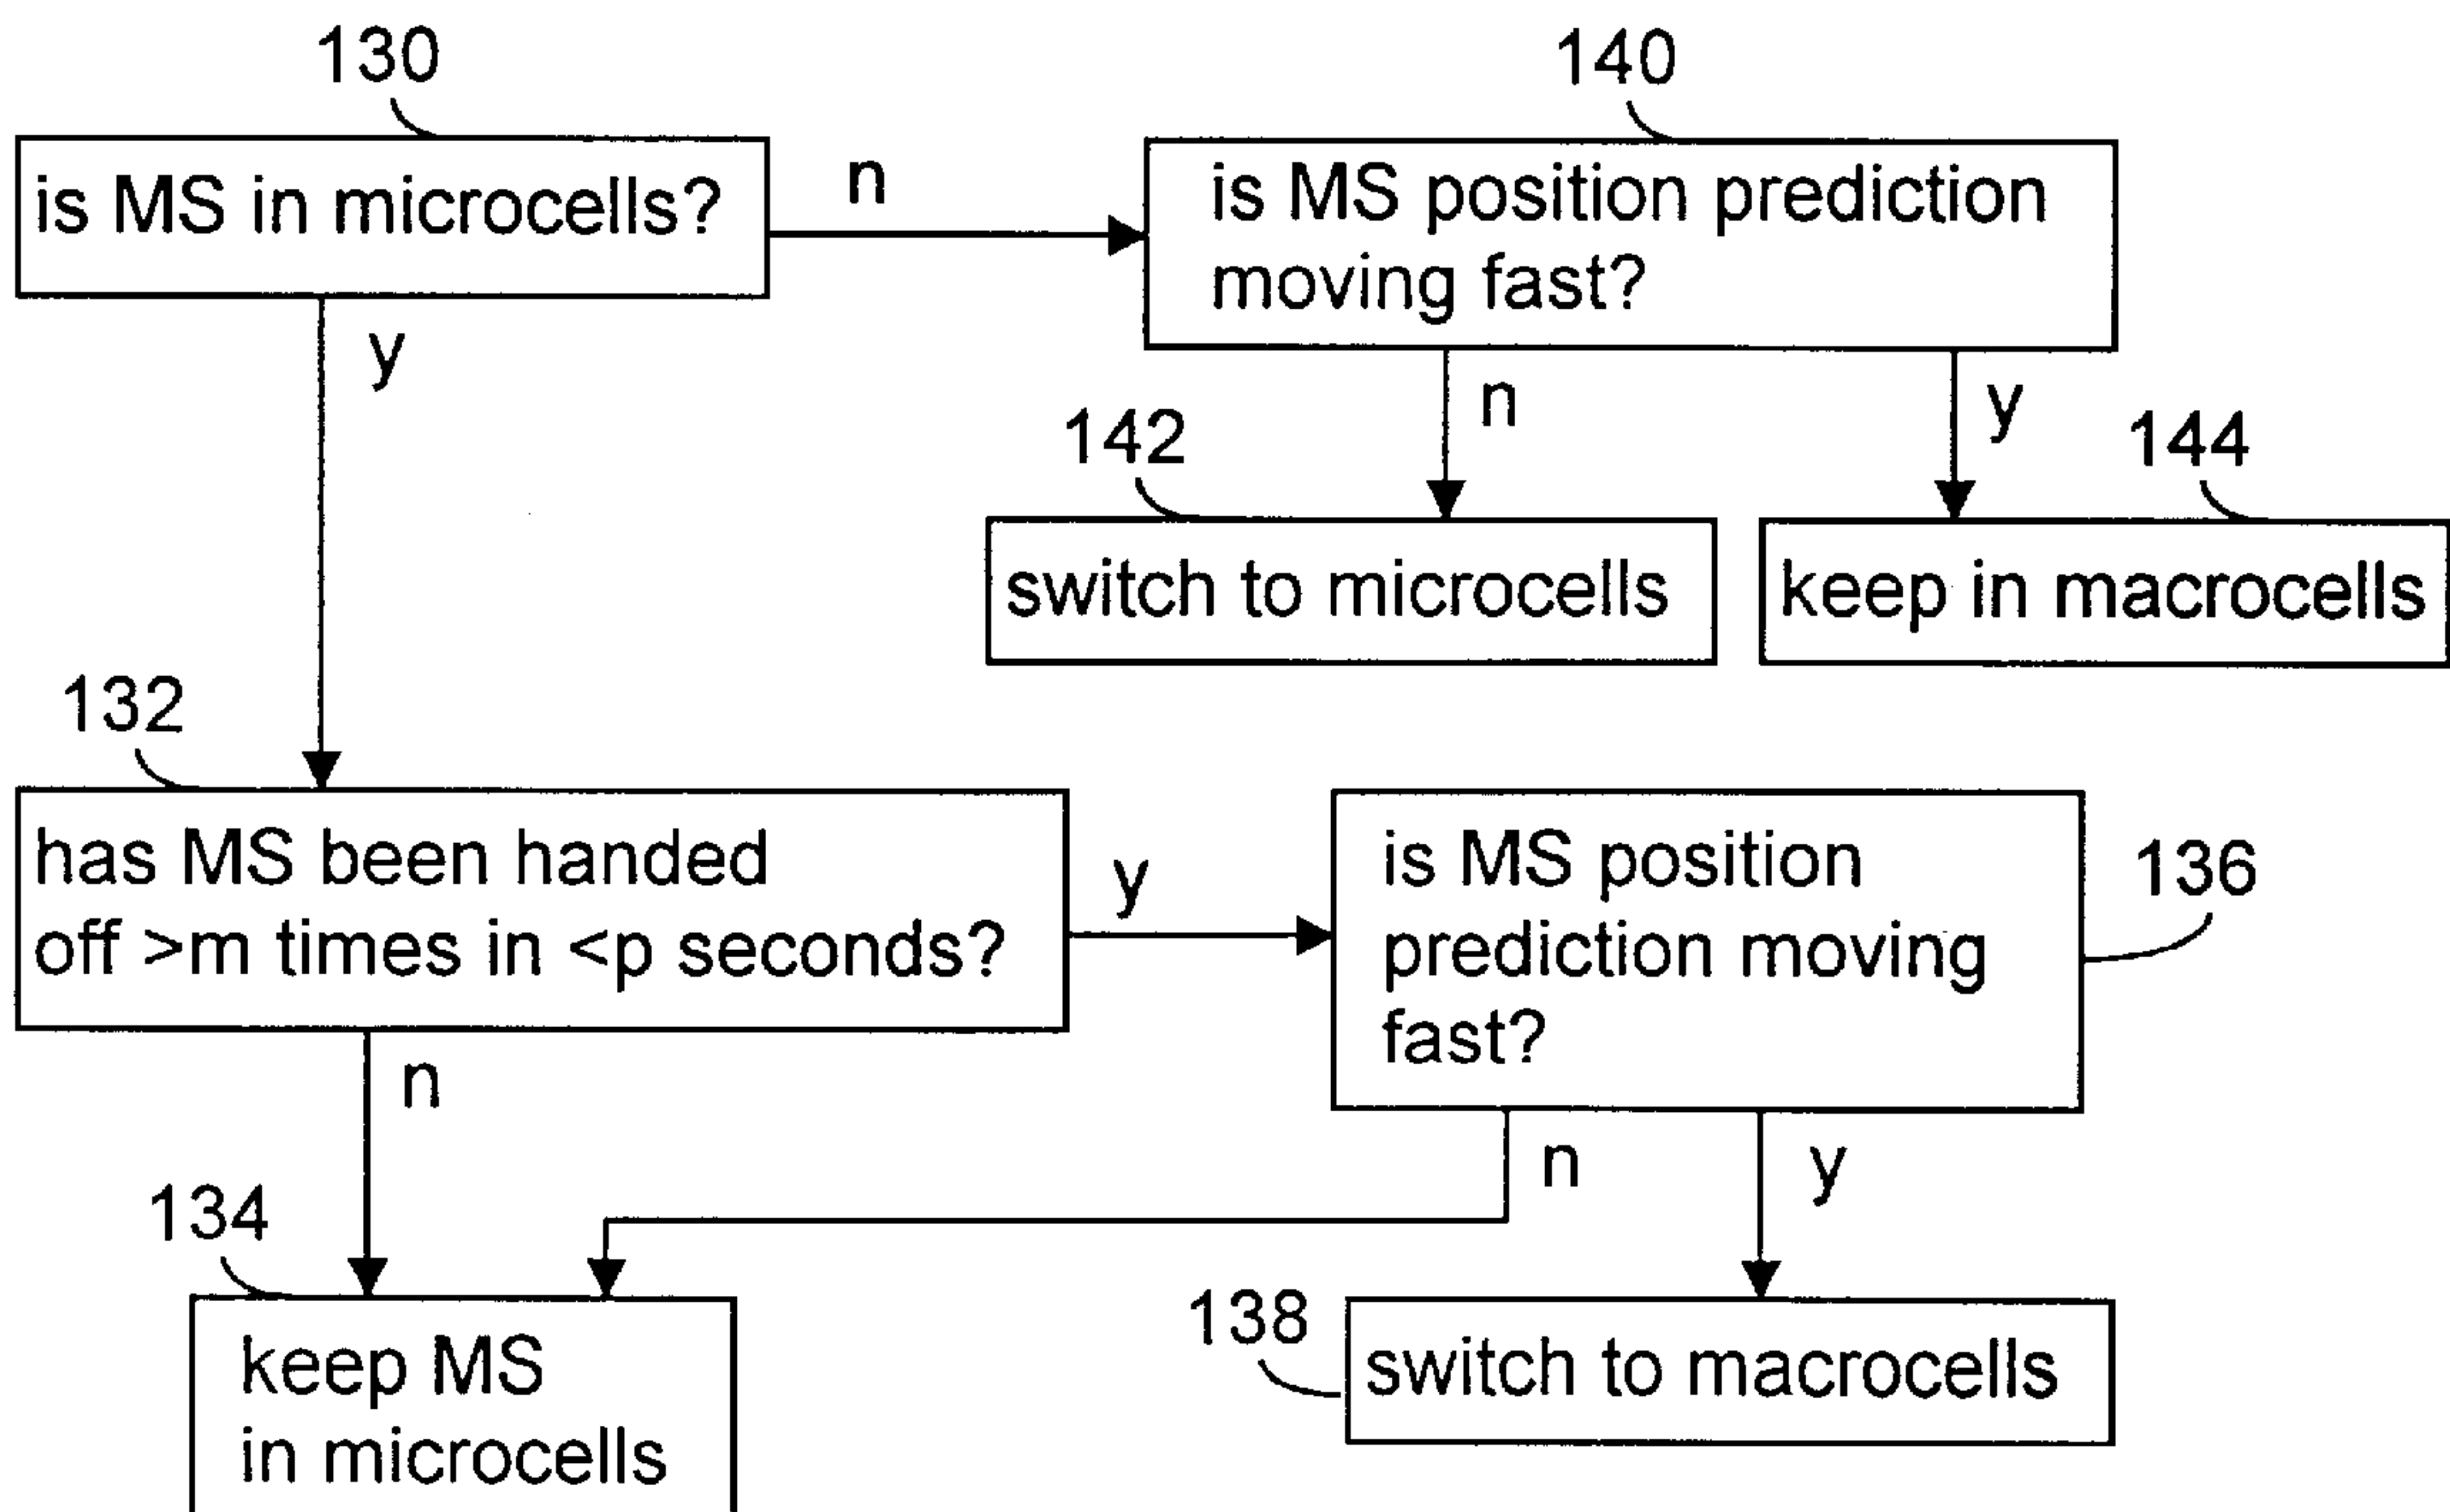 130
140
is MS in microcells?
n
is MS position prediction
moving fast?
y
n
y
142
144
switch to microcells
keep in macrocells
132
has MS been handed
off >m times in <p seconds?
y
is MS position
prediction moving
fast?
136
n
n
y
134
138
keep MS
in microcells
switch to macrocells